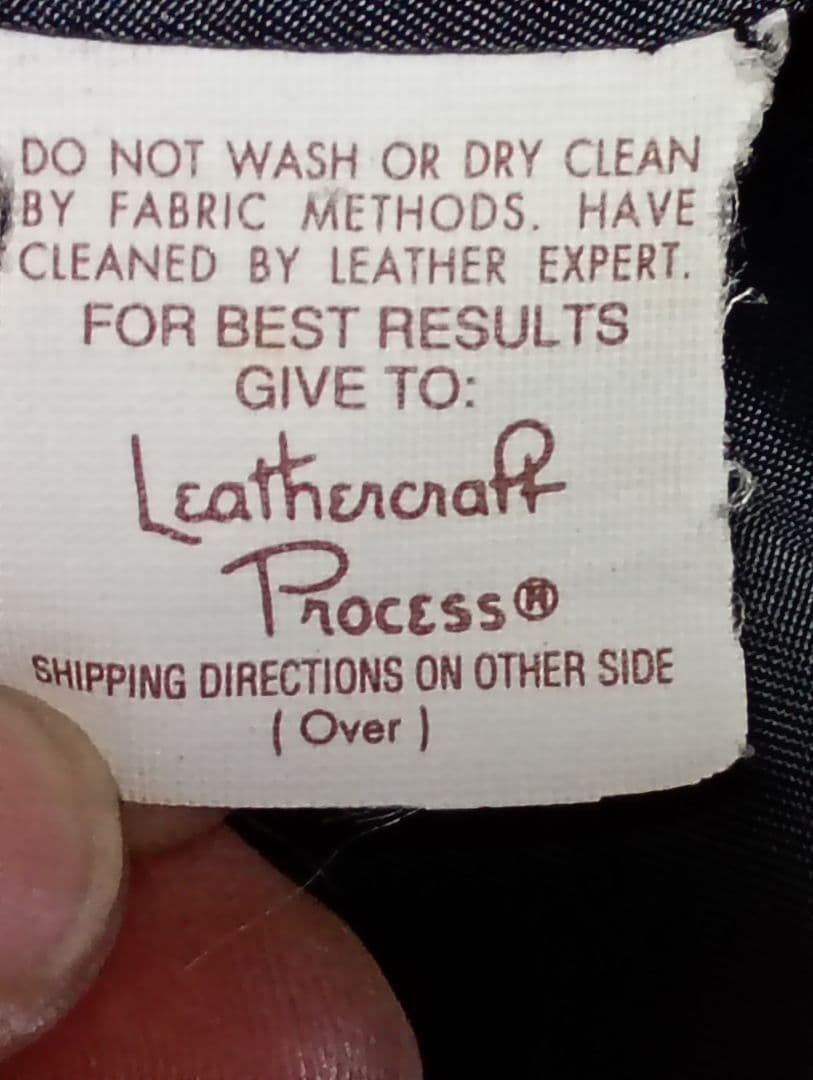 DO NOT WASH OR DRY CLEAN
BY FABRIC METHODS. HAVE
CLEANED BY LEATHER EXPERT.
FOR BEST RESULTS
GIVE TO:
Leathercraft
Process®
SHIPPING DIRECTIONS ON OTHER SIDE
( Over )